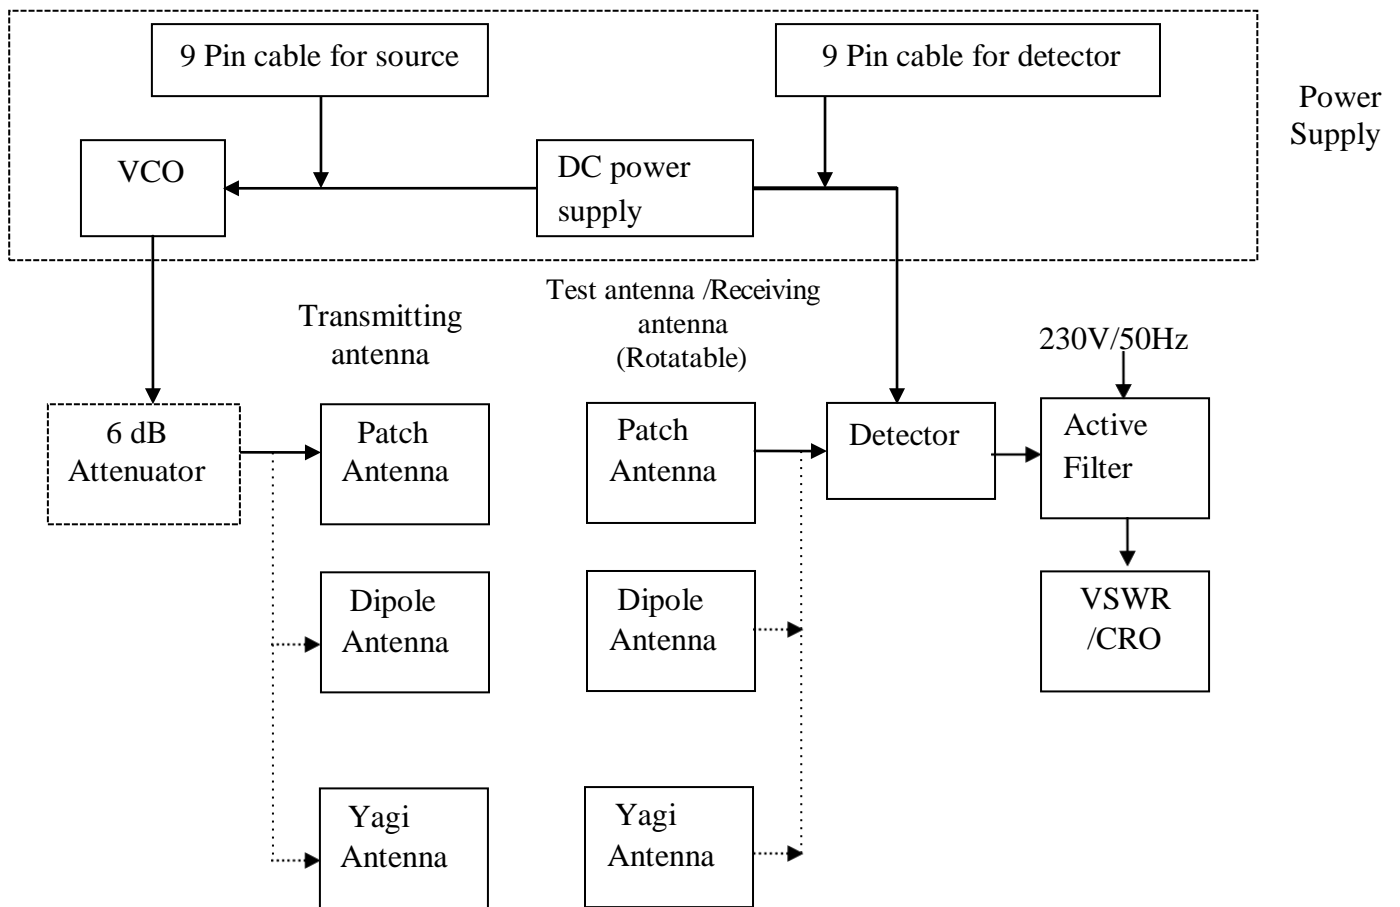 9 Pin cable for source
9 Pin cable for detector
Power
Supply
VCO
DC power
supply
Transmitting
antenna
Test antenna /Receiving
antenna
(Rotatable)
230V/50Hz
6 dB
Attenuator
Patch
Antenna
Patch
Antenna
Detector
Active
Filter
Dipole
Antenna
Dipole
Antenna
VSWR
/CRO
Yagi
Antenna
Yagi
Antenna